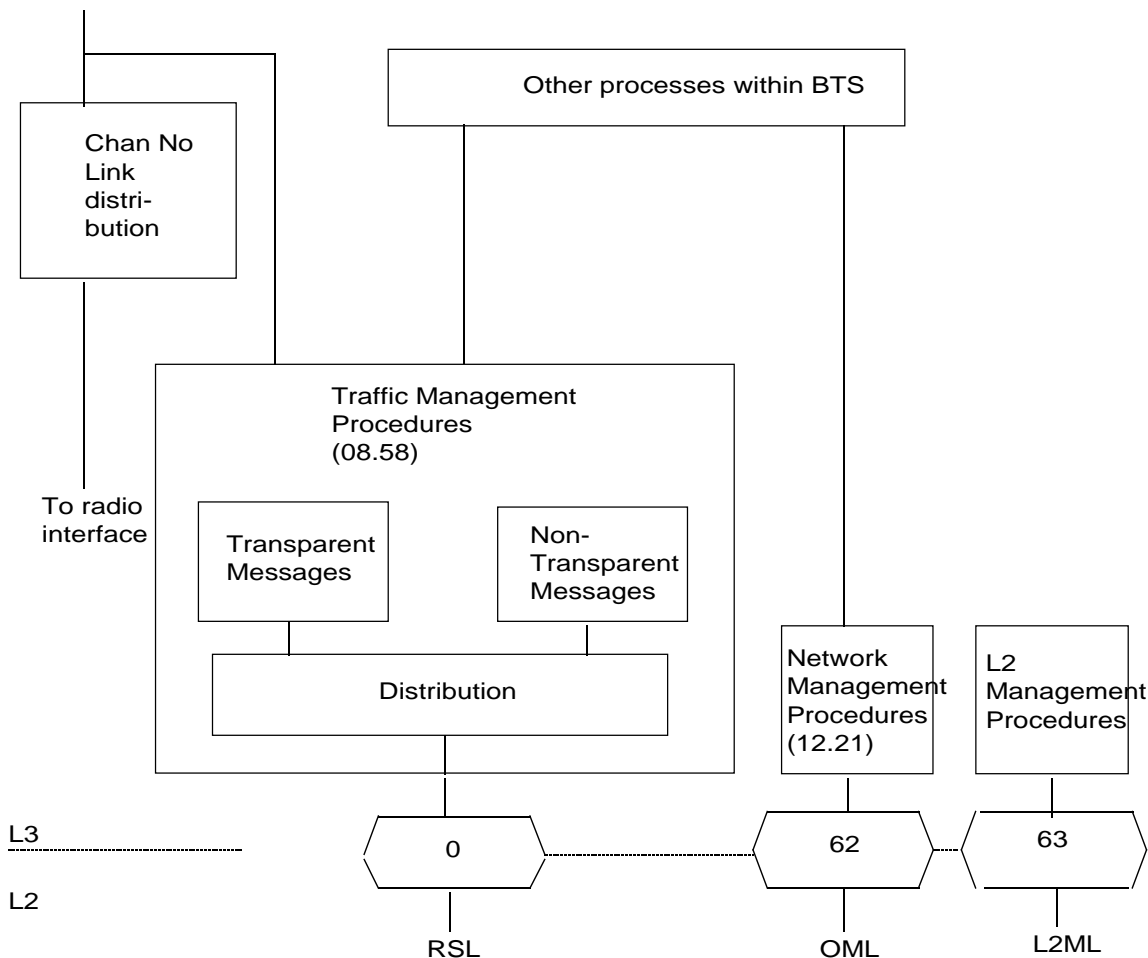 Other processes within BTS
Chan No
Link
distri-
bution
Traffic Management
Procedures
(08.58)
To radio
interface
Transparent
Messages
Non-
Transparent
Messages
Distribution
Network
Management
Procedures
(12.21)
L2
Management
Procedures
L3
0
62
63
L2
RSL
OML
L2ML